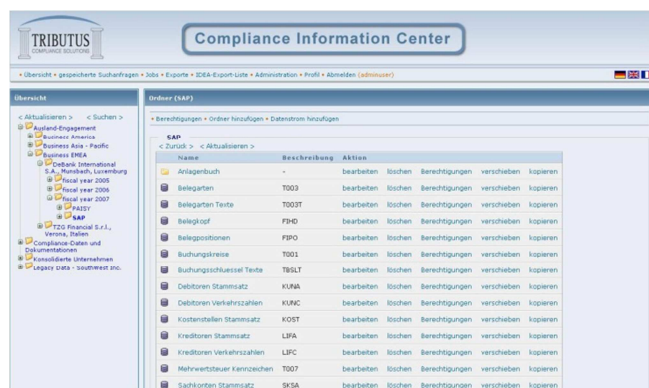 TRIBUTUS
COMPLIANCE SOLUTIONS
Compliance Information Center
• Übersicht • gespeicherte Suchanfragen • Jobs • Exporte • IDEA-Export-Liste • Administration • Profil • Abmelden (adminuser)
Übersicht
< Aktualisieren > < Suchen >
Ausland-Engagement
Business America
Business Asia - Pacific
Business EMEA
DeBank International
S.A., Munsbach, Luxemburg
fiscal year 2005
fiscal year 2006
fiscal year 2007
PAISY
SAP
TZG Financial S.r.l.,
Verona, Italien
Compliance-Daten und
Dokumentationen
Konsolidierte Unternehmen
Legacy Data - Southwest Inc.
Ordner (SAP)
• Berechtigungen • Ordner hinzufügen • Datenstrom hinzufügen
SAP
< Zurück > < Aktualisieren >
Name Beschreibung Aktion
Anlagenbuch - bearbeiten löschen Berechtigungen verschieben kopieren
Belegarten T003 bearbeiten löschen Berechtigungen verschieben kopieren
Belegarten Texte T003T bearbeiten löschen Berechtigungen verschieben kopieren
Belegkopf FIHD bearbeiten löschen Berechtigungen verschieben kopieren
Belegpositionen FIPO bearbeiten löschen Berechtigungen verschieben kopieren
Buchungskreise T001 bearbeiten löschen Berechtigungen verschieben kopieren
Buchungsschluessel Texte TBSLT bearbeiten löschen Berechtigungen verschieben kopieren
Debitoren Stammsatz KUNA bearbeiten löschen Berechtigungen verschieben kopieren
Debitoren Verkehrszahlen KUNC bearbeiten löschen Berechtigungen verschieben kopieren
Kostenstellen Stammsatz KOST bearbeiten löschen Berechtigungen verschieben kopieren
Kreditoren Stammsatz LIFA bearbeiten löschen Berechtigungen verschieben kopieren
Kreditoren Verkehrszahlen LIFC bearbeiten löschen Berechtigungen verschieben kopieren
Mehrwertsteuer Kennzeichen T007 bearbeiten löschen Berechtigungen verschieben kopieren
Sachkonten Stammsatz SKSA bearbeiten löschen Berechtigungen verschieben kopieren